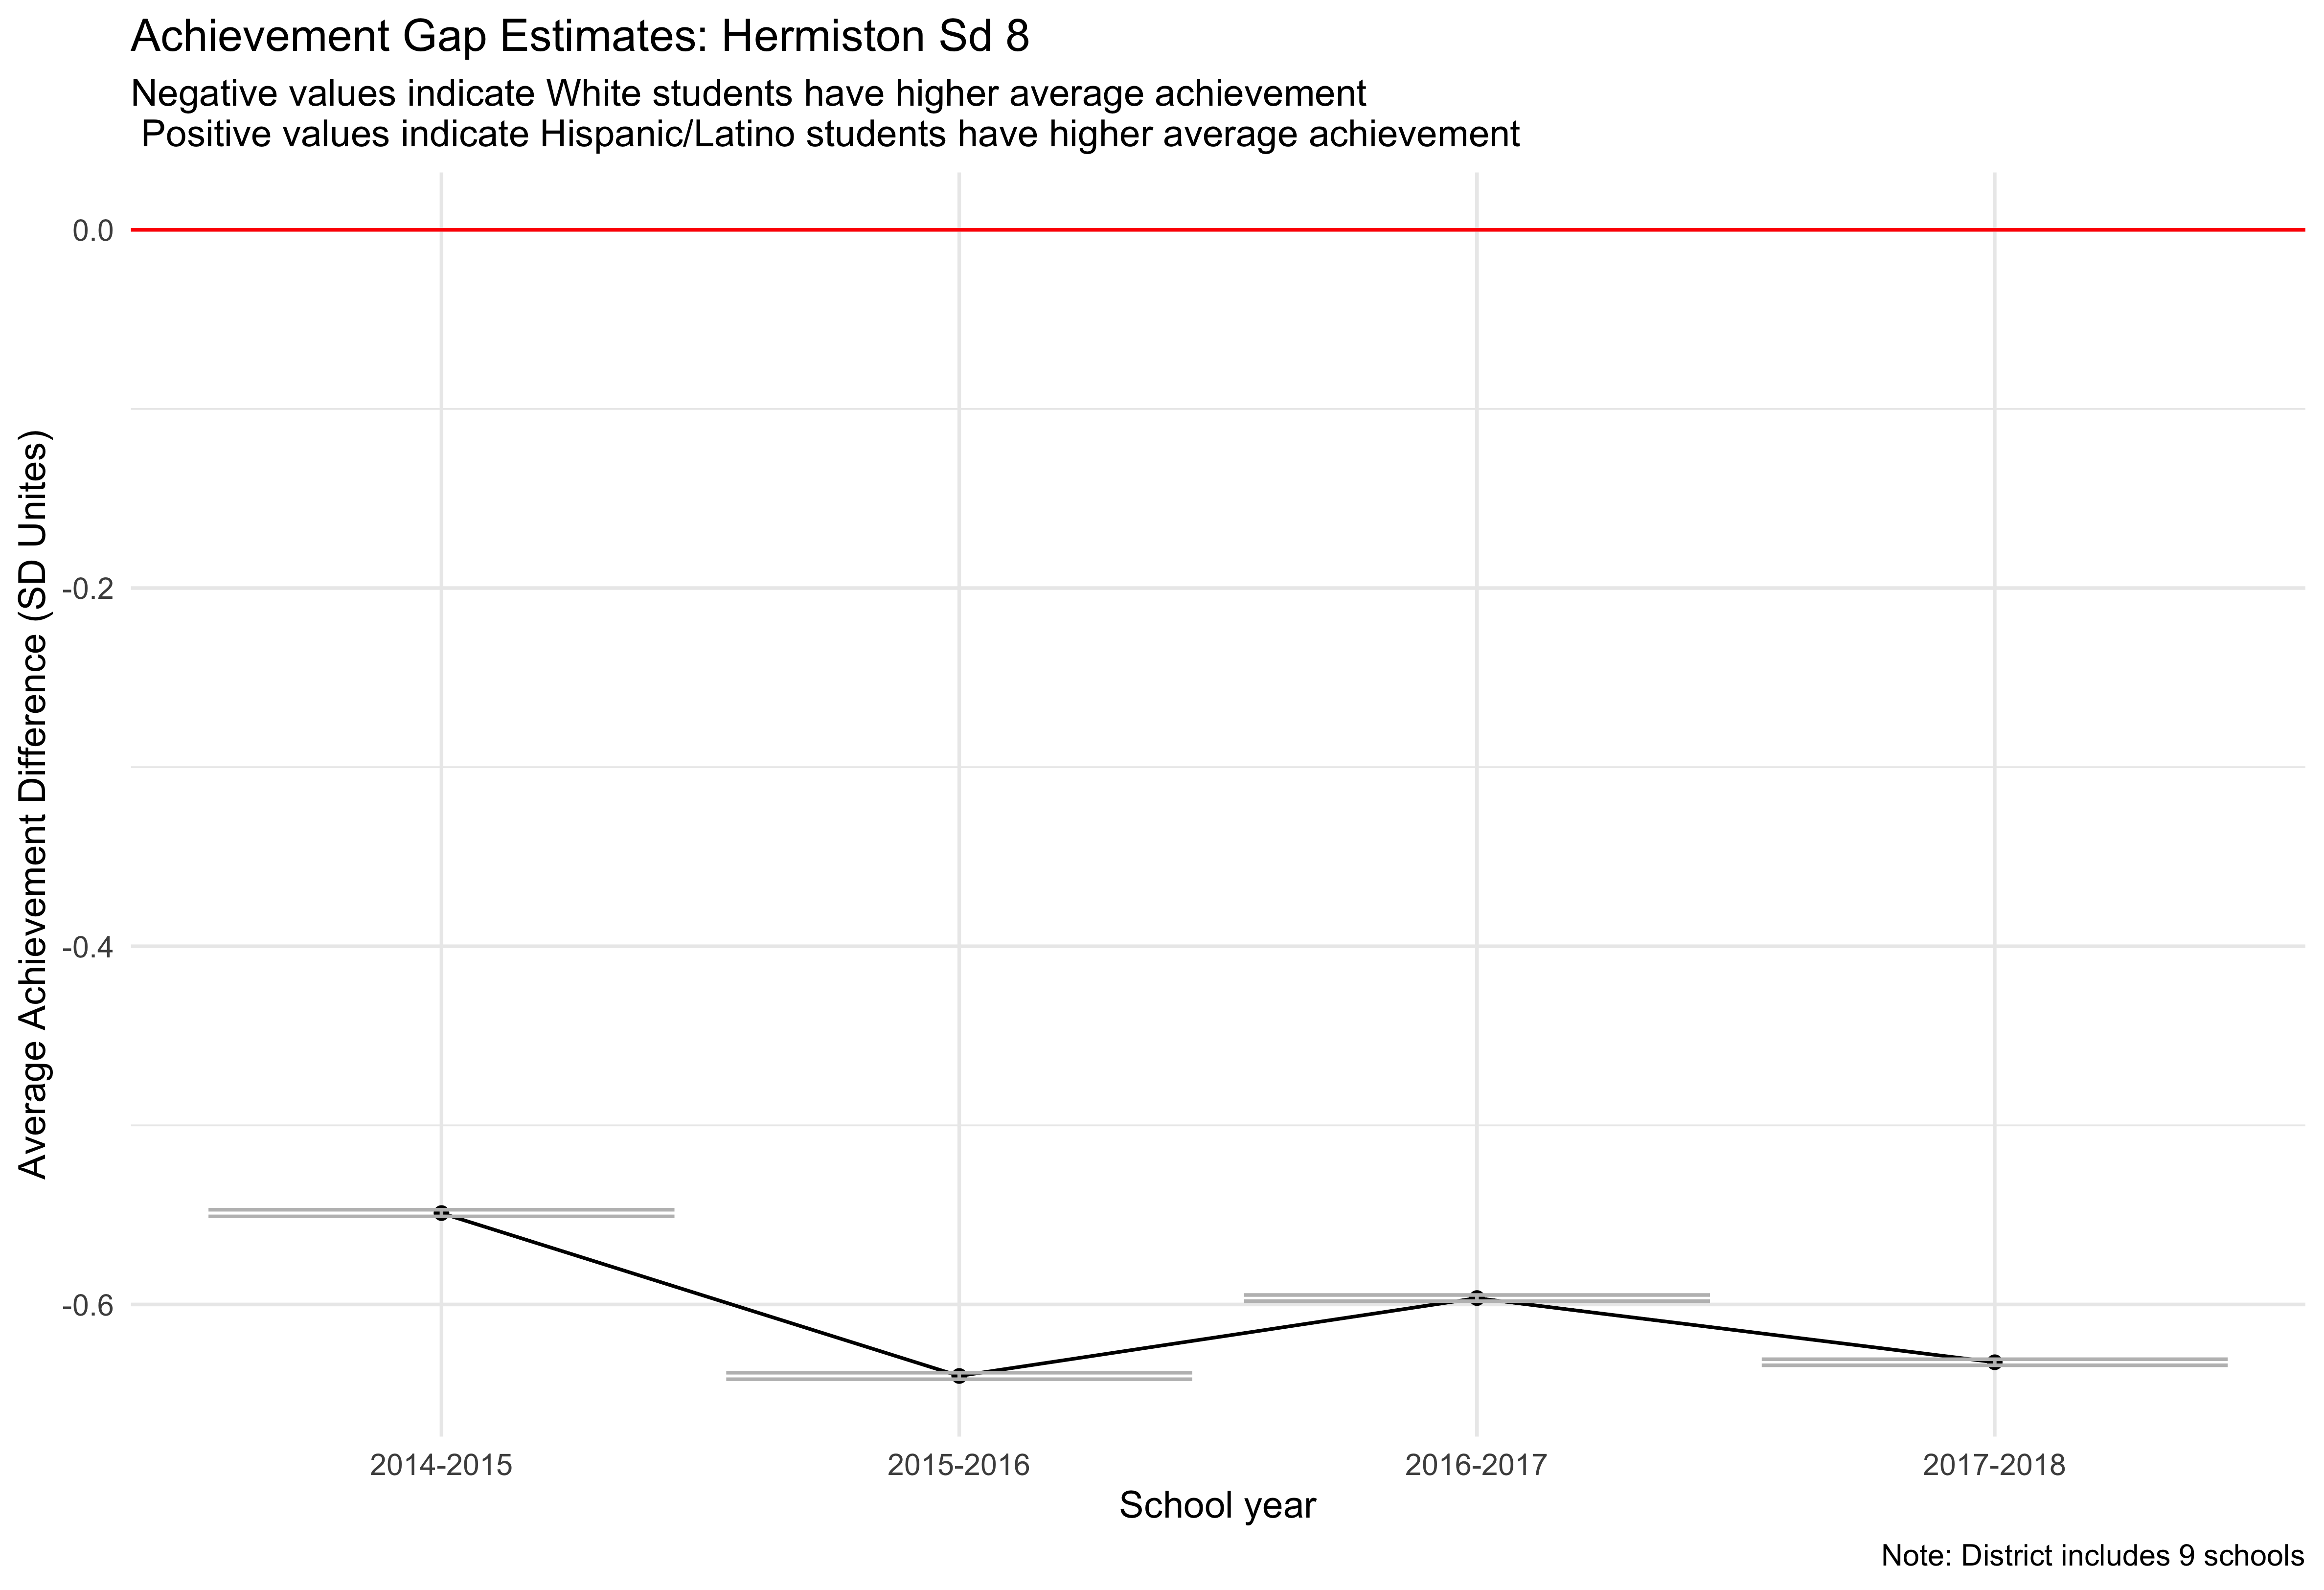 Achievement Gap Estimates: Hermiston Sd 8
Negative values indicate White students have higher average achievement
Positive values indicate Hispanic/Latino students have higher average achievement
Average Achievement Difference (SD Unites)
0.0
-0.2
-0.4
-0.6
2014-2015
2015-2016
2016-2017
2017-2018
School year
Note: District includes 9 schools